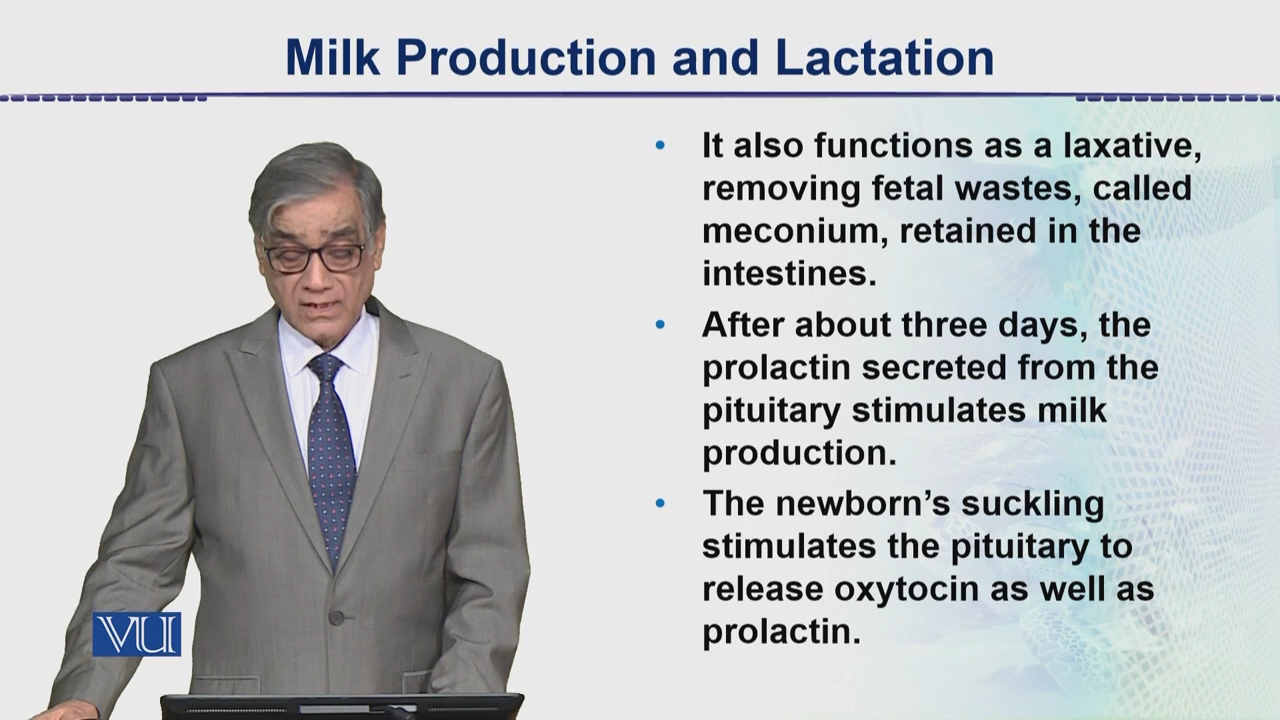 Milk Production and Lactation
• It also functions as a laxative,
removing fetal wastes, called
meconium, retained in the
intestines.
• After about three days, the
prolactin secreted from the
pituitary stimulates milk
production.
• The newborn’s suckling
stimulates the pituitary to
release oxytocin as well as
prolactin.
VU